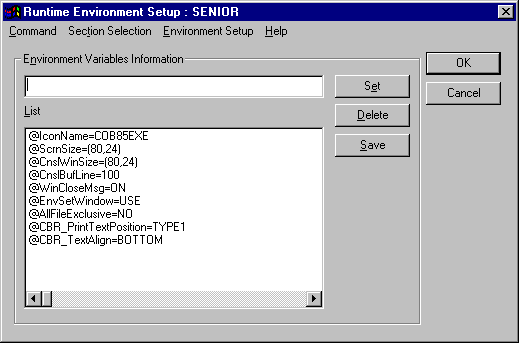 Runtime Environment Setup : SENIOR
Command Section Selection Environment Setup Help
Environment Variables Information
OK
Set
Cancel
List
Delete
Save
@IconName=COB85EXE
@ScrnSize=(80,24)
@CnslWinSize=(80,24)
@CnslBufLine=100
@WinCloseMsg=ON
@EnvSetWindow=USE
@AllFileExclusive=NO
@CBR_PrintTextPosition=TYPE1
@CBR_TextAlign=BOTTOM